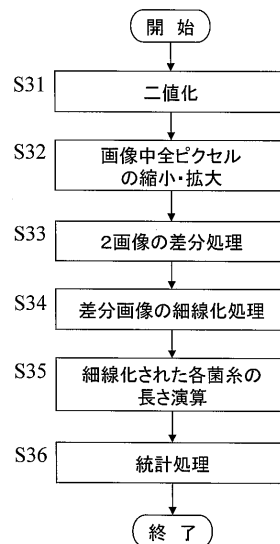 開 始
S31
二値化
S32
画像中全ピクセル
の縮小・拡大
S33
2画像の差分処理
S34
差分画像の細線化処理
S35
細線化された各菌糸の
長さ演算
S36
統計処理
終 了